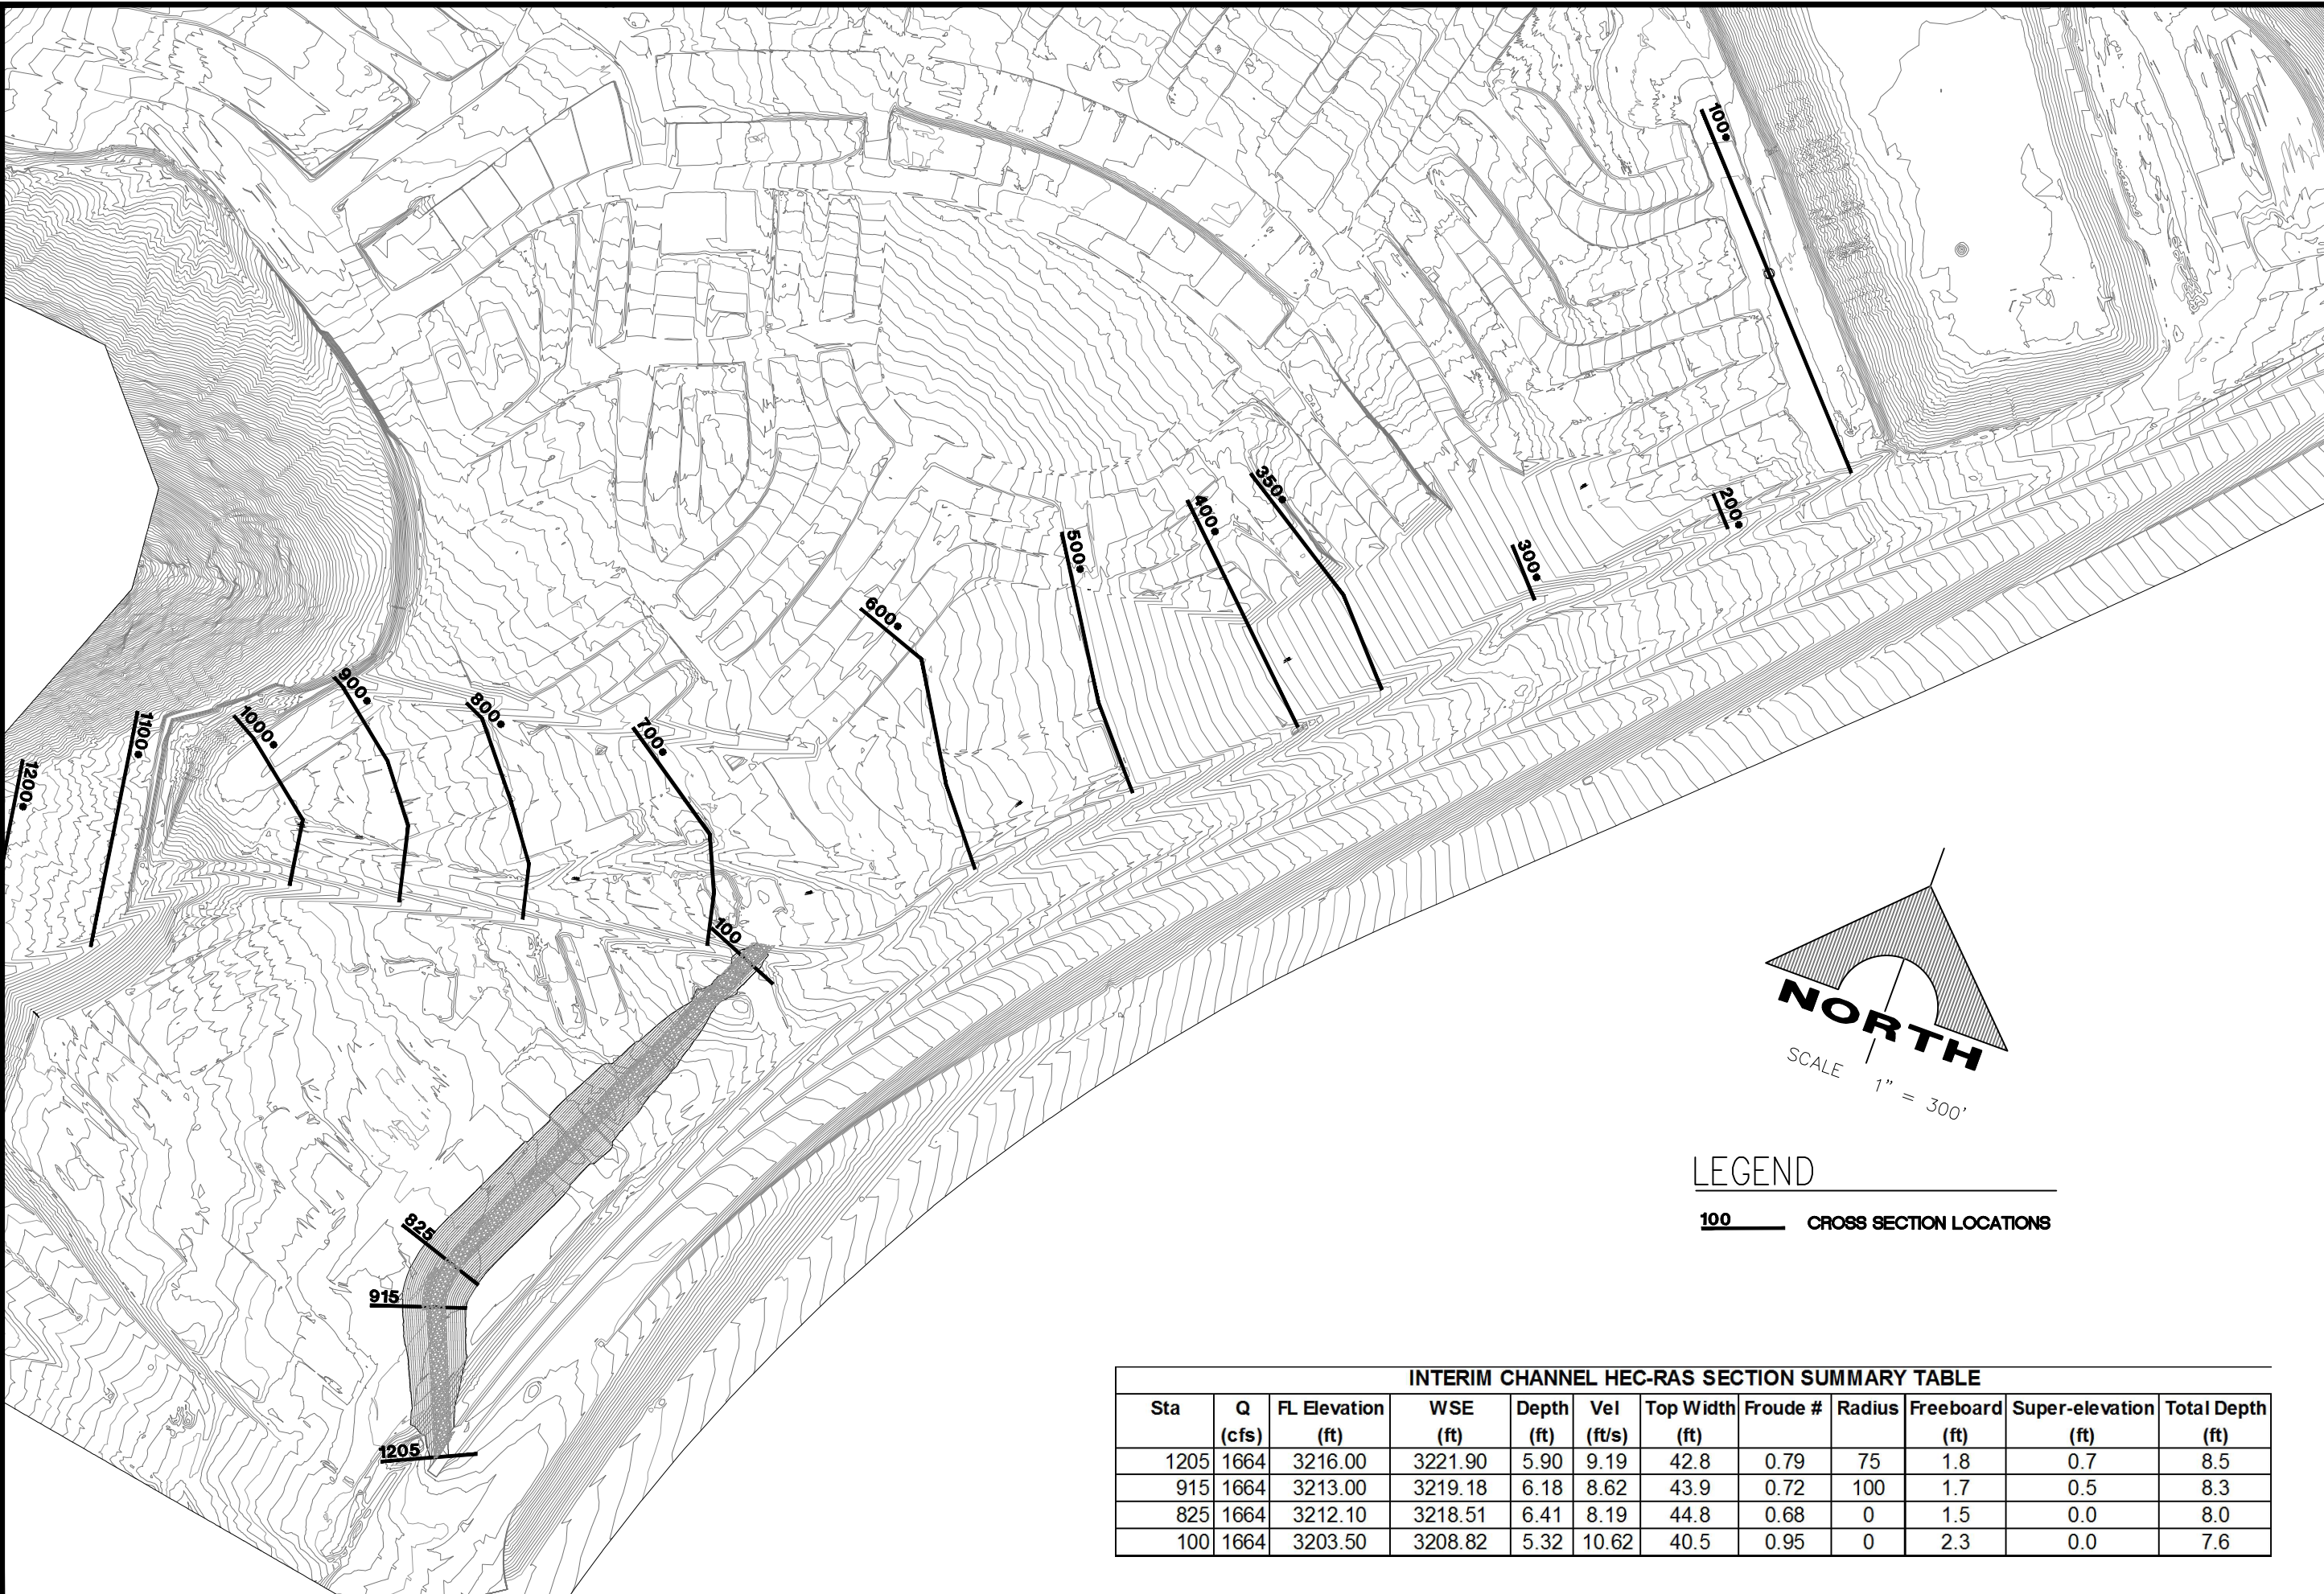 100•
200•
300•
350•
400•
500•
600•
700•
800•
900•
1000•
1100•
1200•
100
825
915
1205
NORTH
SCALE 1" = 300'
LEGEND
100 CROSS SECTION LOCATIONS
INTERIM CHANNEL HEC-RAS SECTION SUMMARY TABLE
Sta Q FL Elevation WSE Depth Vel Top Width Froude # Radius Freeboard Super-elevation Total Depth
(cfs) (ft) (ft) (ft) (ft/s) (ft) (ft) (ft) (ft)
1205 1664 3216.00 3221.90 5.90 9.19 42.8 0.79 75 1.8 0.7 8.5
915 1664 3213.00 3219.18 6.18 8.62 43.9 0.72 100 1.7 0.5 8.3
825 1664 3212.10 3218.51 6.41 8.19 44.8 0.68 0 1.5 0.0 8.0
100 1664 3203.50 3208.82 5.32 10.62 40.5 0.95 0 2.3 0.0 7.6